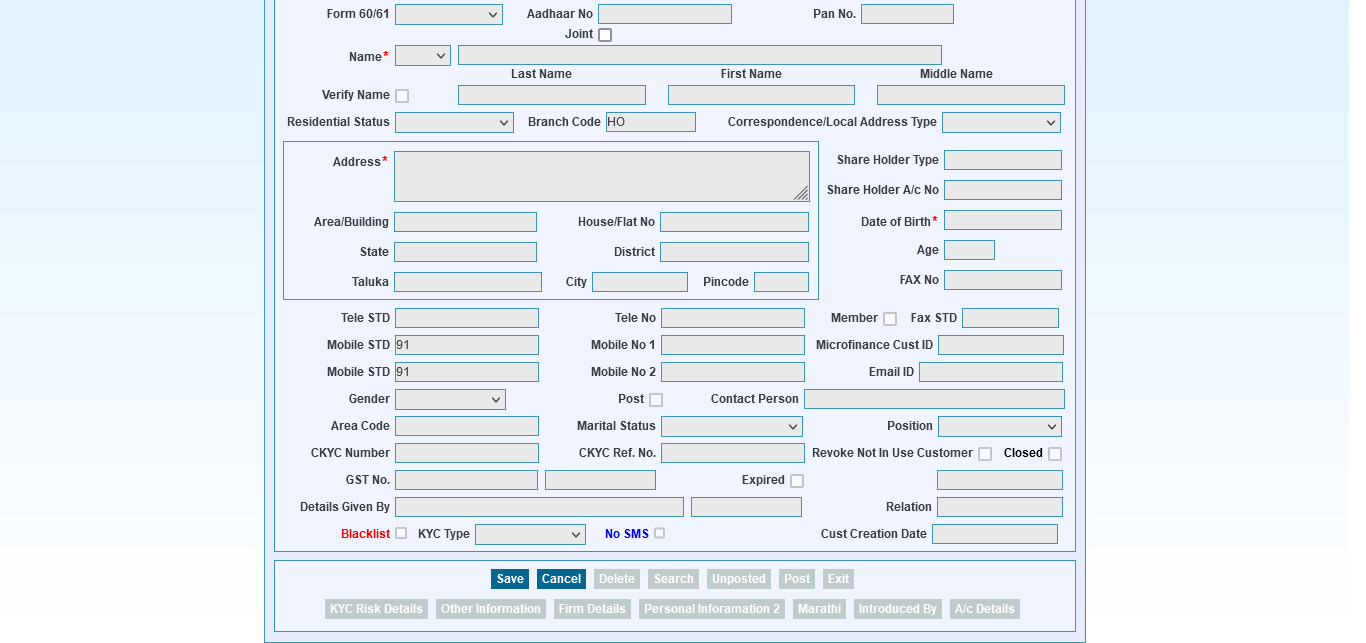 Form 60/61 Aadhaar No Pan No.
Joint
Name*
Last Name First Name Middle Name
Verify Name
Residential Status Branch Code HO Correspondence/Local Address Type
Address* Share Holder Type
Share Holder A/c No
Area/Building House/Flat No Date of Birth*
State District Age
Taluka City Pincode FAX No
Tele STD Tele No Member Fax STD
Mobile STD 91 Mobile No 1 Microfinance Cust ID
Mobile STD 91 Mobile No 2 Email ID
Gender Post Contact Person
Area Code Marital Status Position
CKYC Number CKYC Ref. No. Revoke Not In Use Customer Closed
GST No. Expired
Details Given By Relation
Blacklist KYC Type No SMS Cust Creation Date
Save Cancel Delete Search Unposted Post Exit
KYC Risk Details Other Information Firm Details Personal Inforamation 2 Marathi Introduced By A/c Details